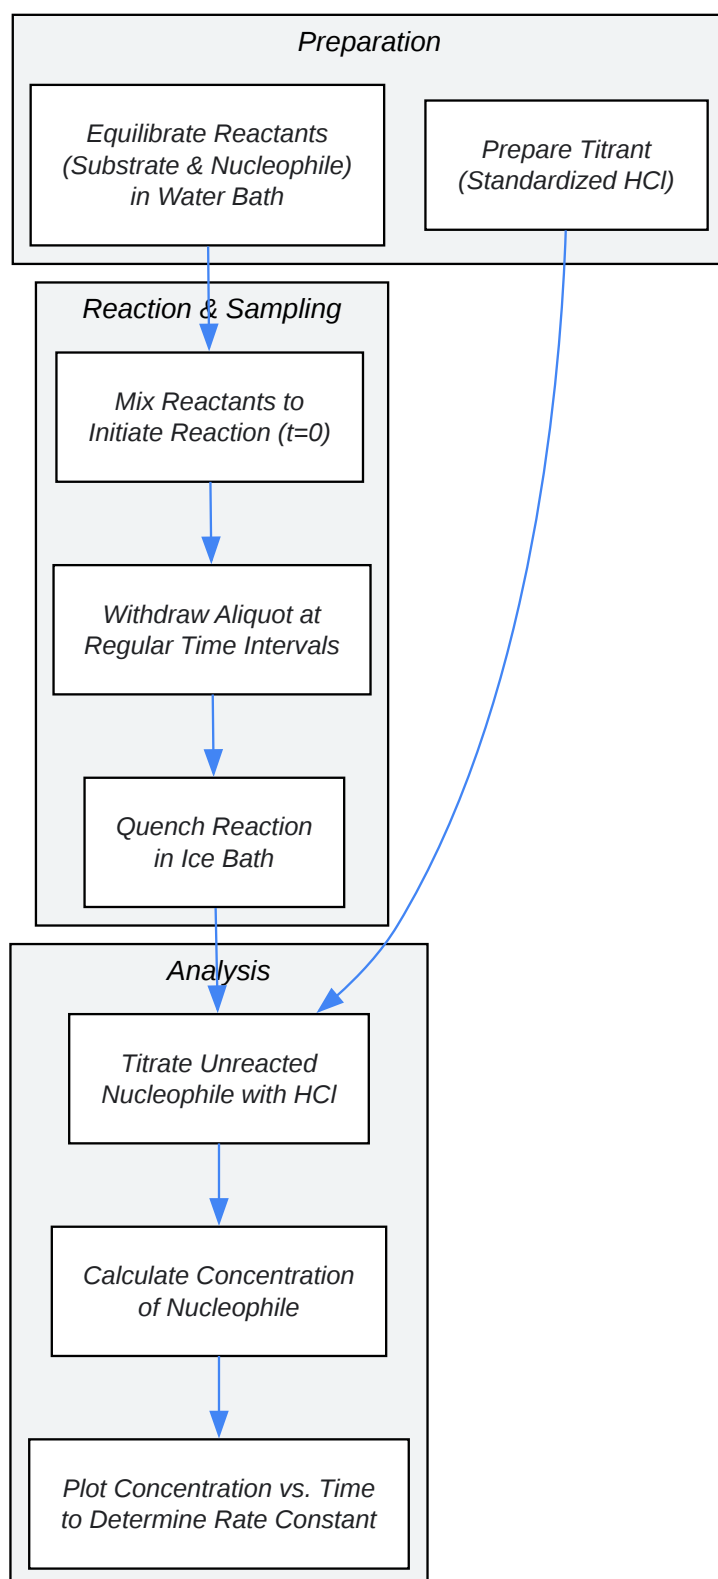 Preparation
Equilibrate Reactants
(Substrate & Nucleophile)
in Water Bath
Prepare Titrant
(Standardized HCl)
Reaction & Sampling
Mix Reactants to
Initiate Reaction (t=0)
Withdraw Aliquot at
Regular Time Intervals
Quench Reaction
in Ice Bath
Analysis
Titrate Unreacted
Nucleophile with HCl
Calculate Concentration
of Nucleophile
Plot Concentration vs. Time
to Determine Rate Constant